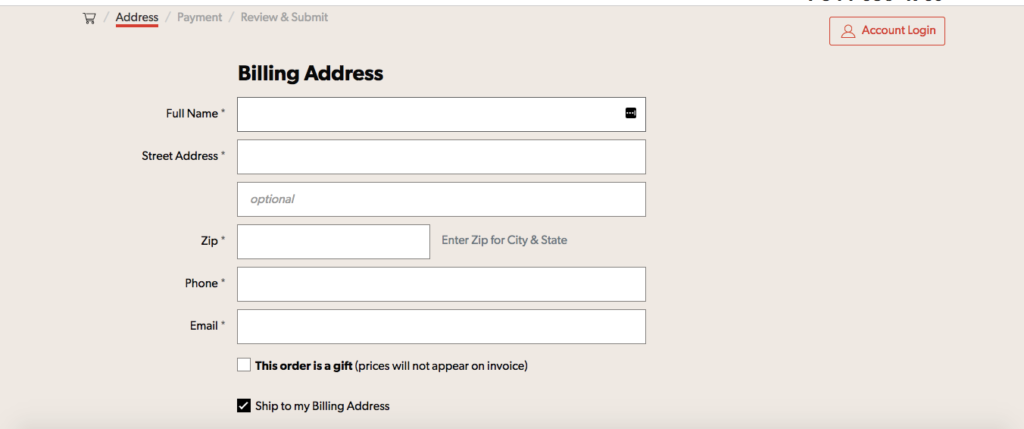 / Address / Payment / Review & Submit
Account Login
Billing Address
Full Name *
Street Address *
optional
Zip *
Enter Zip for City & State
Phone *
Email *
This order is a gift (prices will not appear on invoice)
Ship to my Billing Address